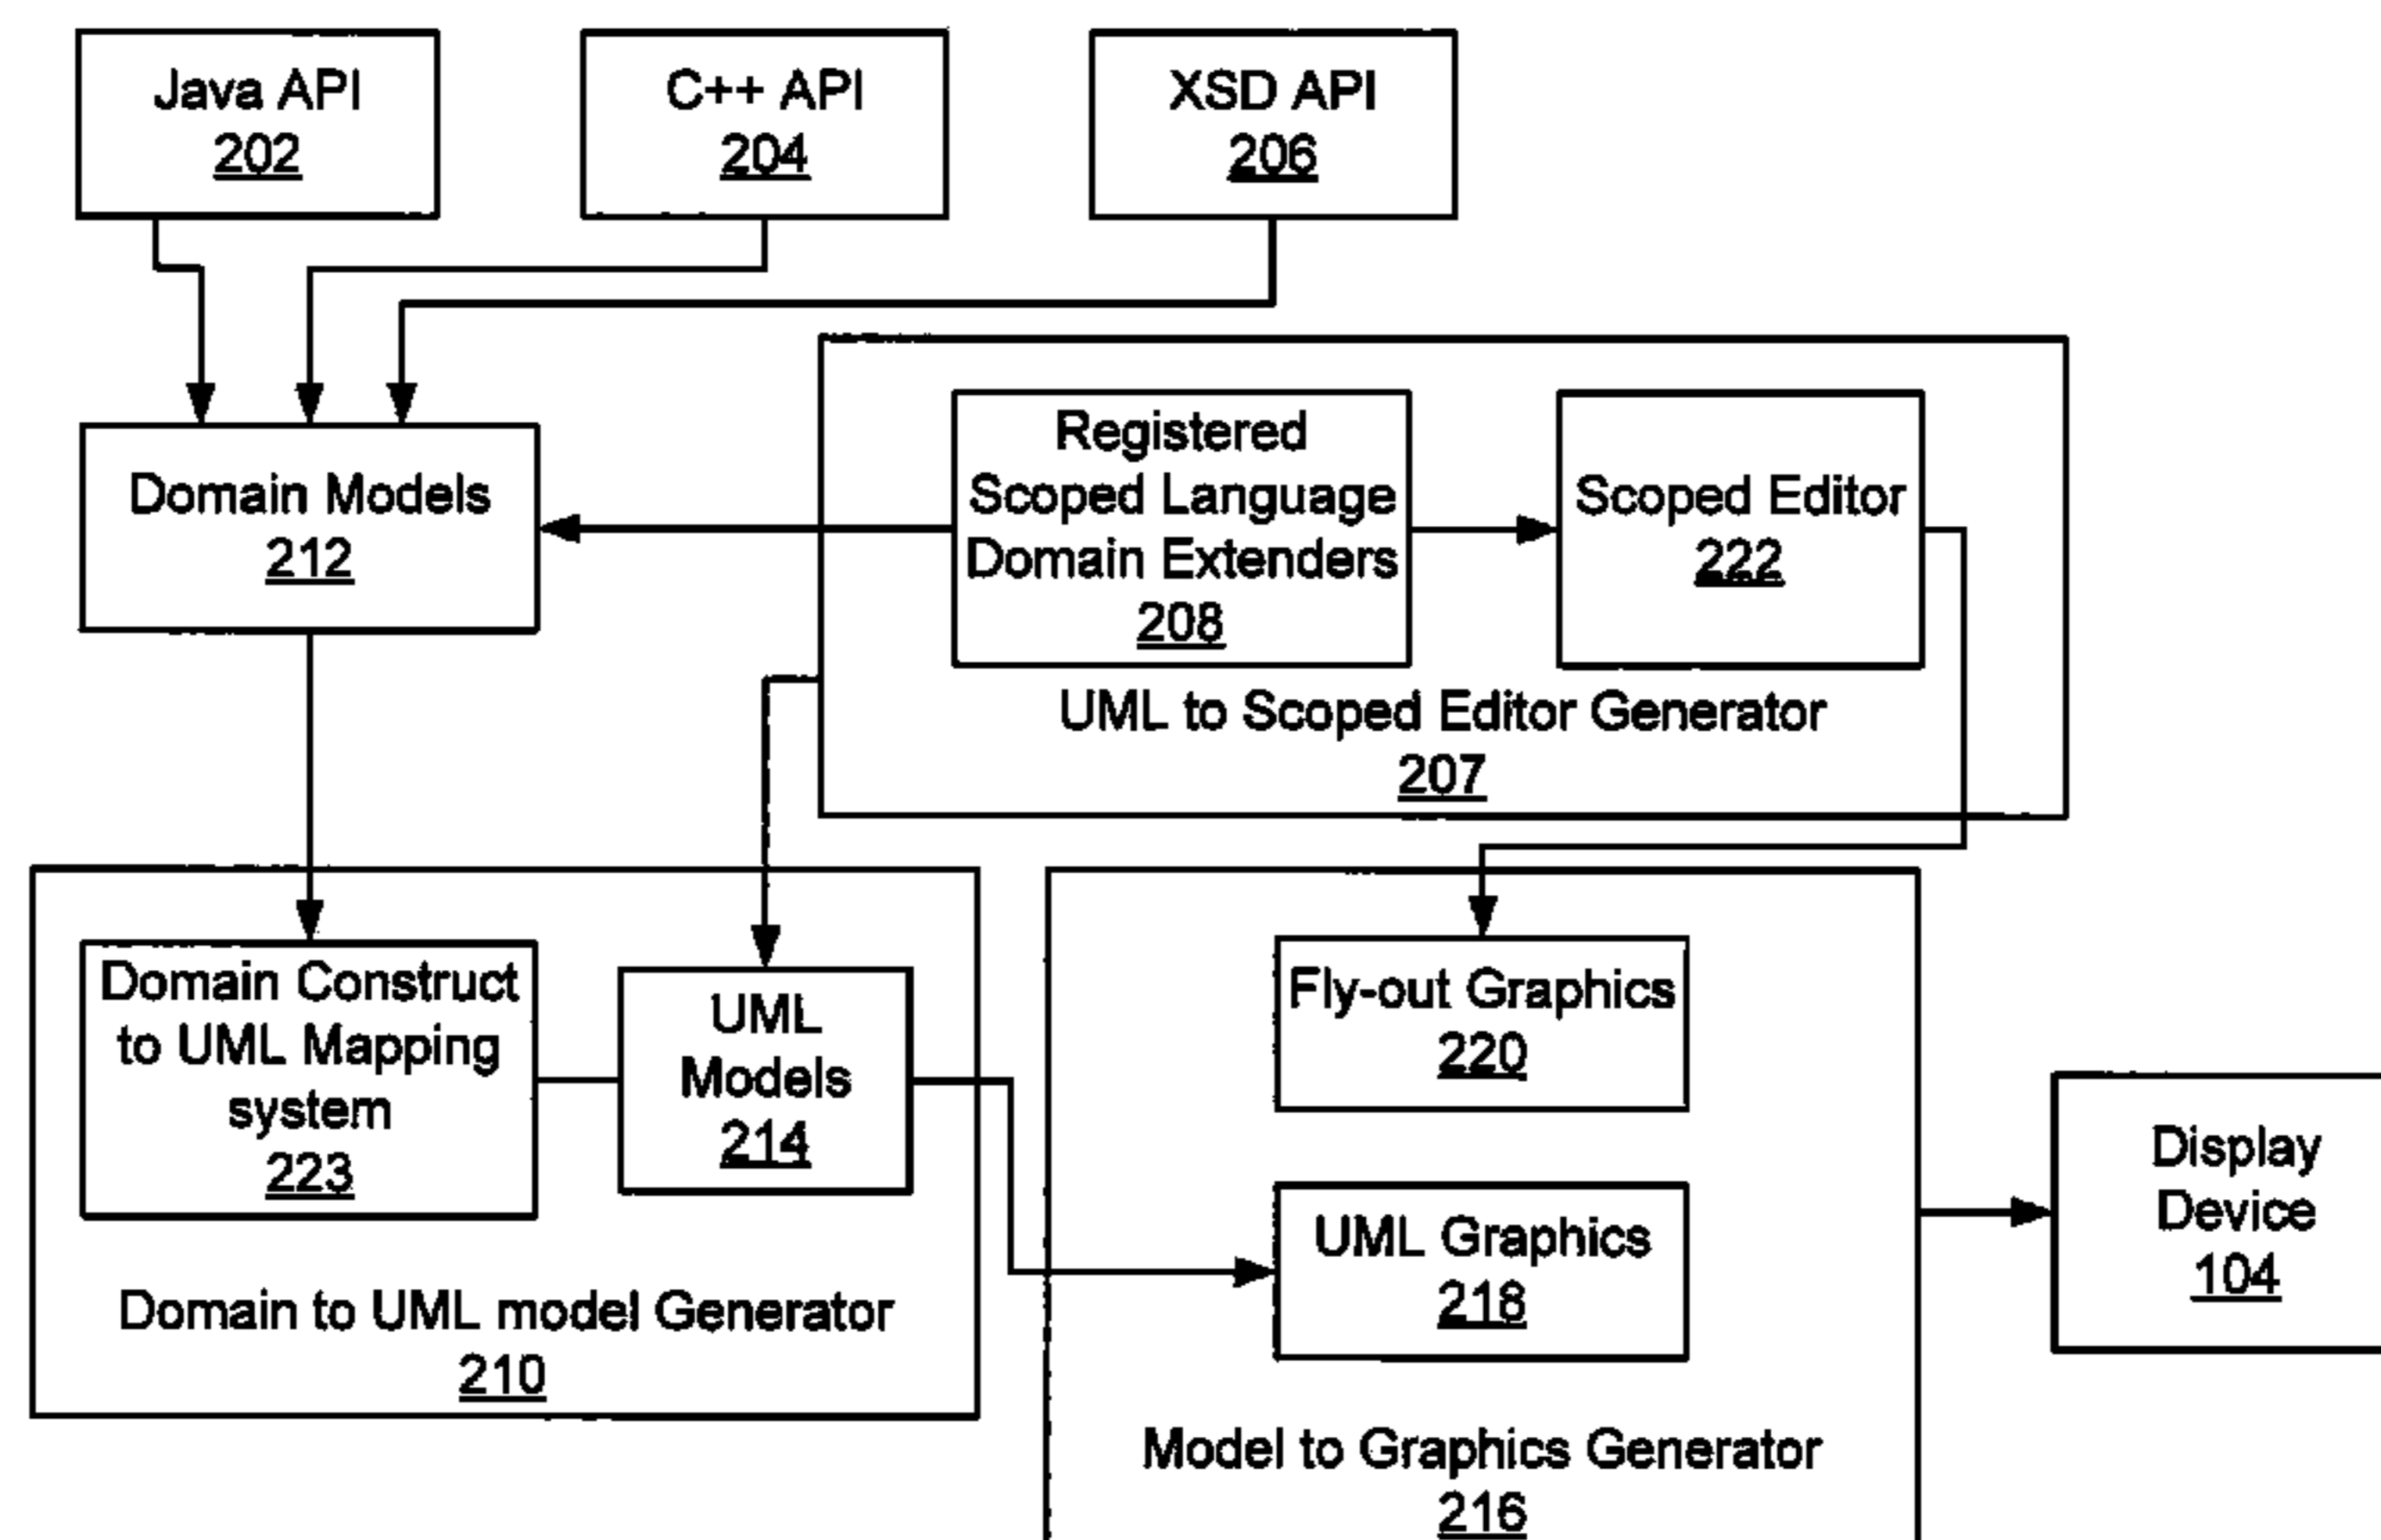 Java API
202
C++ API
204
XSD API
206
Domain Models
212
Registered
Scoped Language
Domain Extenders
208
Scoped Editor
222
UML to Scoped Editor Generator
207
Domain Construct
to UML Mapping
system
223
UML
Models
214
Domain to UML model Generator
210
Fly-out Graphics
220
UML Graphics
218
Model to Graphics Generator
216
Display
Device
104